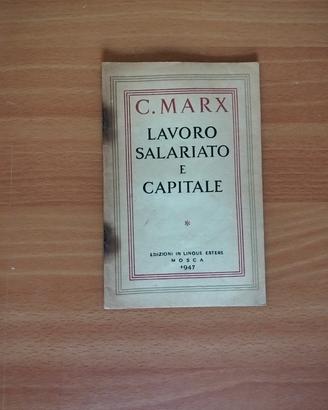 C. MARX
LAVORO
SALARIATO
E
CAPITALE
*
EDIZIONI IN LINGUE ESTERE
MOSCA
1947